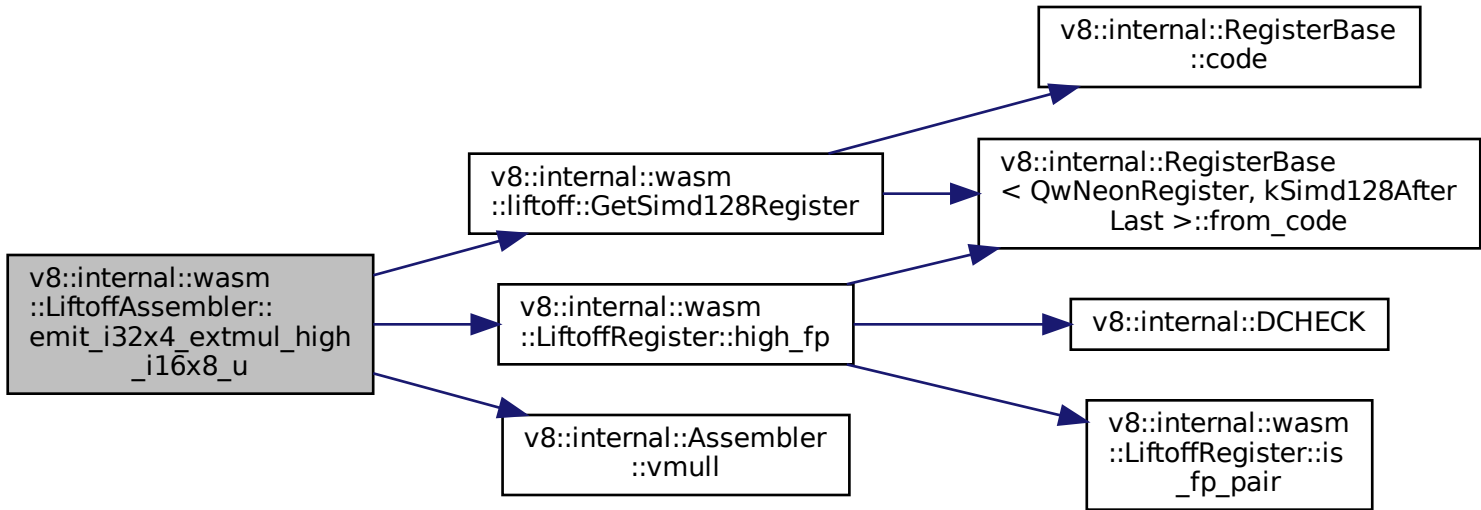 v8::internal::wasm
::LiftoffAssembler::
emit_i32x4_extmul_high
_i16x8_u
v8::internal::wasm
::liftoff::GetSimd128Register
v8::internal::RegisterBase
::code
v8::internal::RegisterBase
< QwNeonRegister, kSimd128After
Last >::from_code
v8::internal::wasm
::LiftoffRegister::high_fp
v8::internal::DCHECK
v8::internal::wasm
::LiftoffRegister::is
_fp_pair
v8::internal::Assembler
::vmull